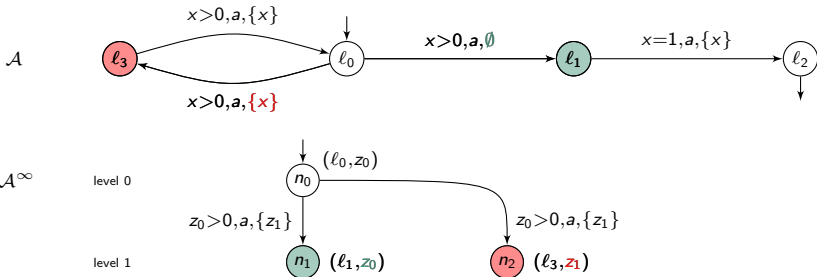 x>0,a,{x}
𝒜 ℓ₃ ℓ₀ x>0,a,∅ ℓ₁ x=1,a,{x} ℓ₂
x>0,a,{x}
𝒜^∞ level 0 n₀ (ℓ₀,z₀)
z₀>0,a,{z₁} z₀>0,a,{z₁}
level 1 n₁ (ℓ₁,z₀) n₂ (ℓ₃,z₁)